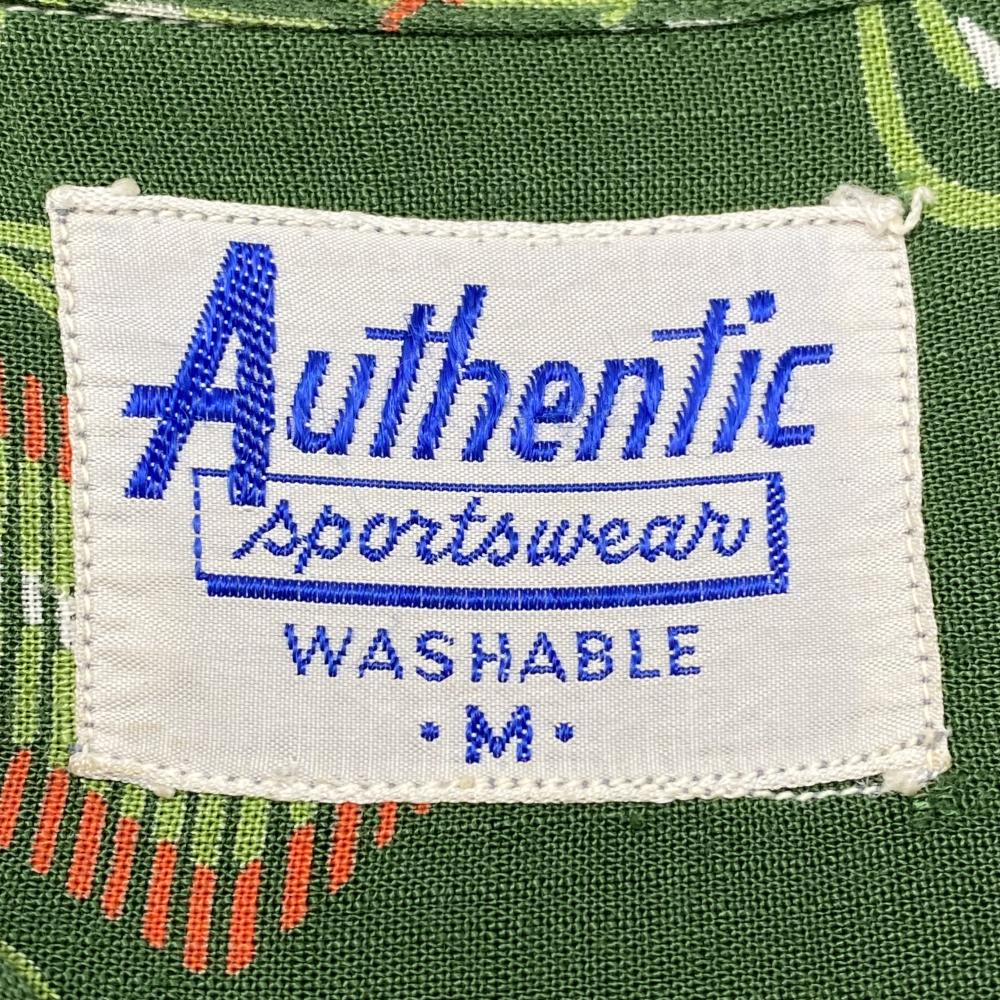 Authentic
sportswear
WASHABLE
· M ·